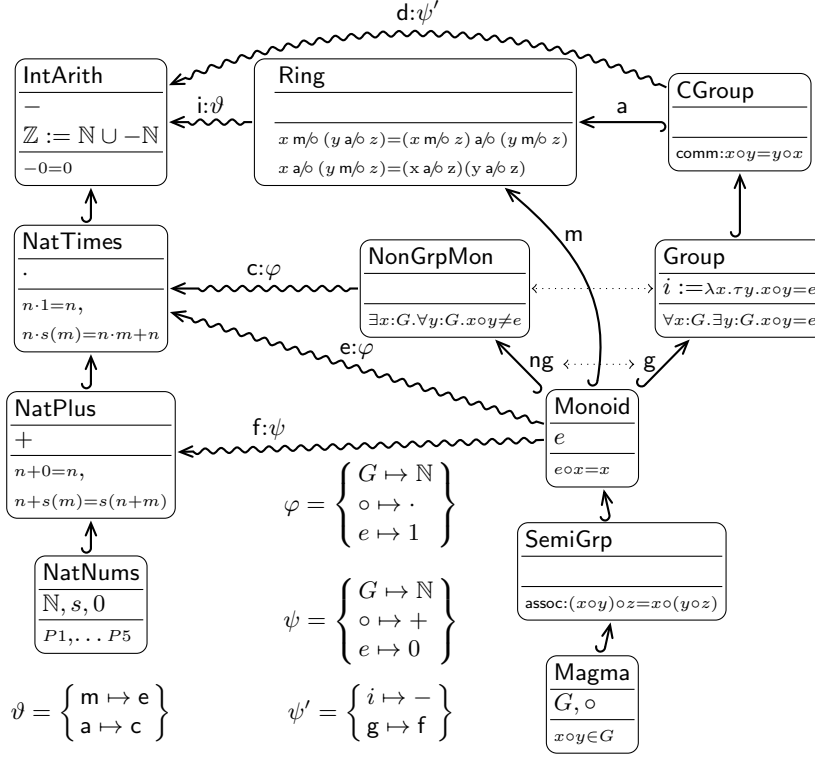 d:ψ′
IntArith
−
ℤ := ℕ ∪ −ℕ
−0=0
i:ϑ
Ring
x m/∘ (y a/∘ z)=(x m/∘ z) a/∘ (y m/∘ z)
x a/∘ (y m/∘ z)=(x a/∘ z)(y a/∘ z)
a
CGroup
comm:x∘y=y∘x
NatTimes
·
n·1=n,
n·s(m)=n·m+n
c:φ
NonGrpMon
∃x:G.∀y:G.x∘y≠e
m
Group
i :=λx.τy.x∘y=e
∀x:G.∃y:G.x∘y=e
e:φ
ng
g
NatPlus
+
n+0=n,
n+s(m)=s(n+m)
f:ψ
Monoid
e
e∘x=x
φ = { G ↦ ℕ
∘ ↦ ·
e ↦ 1 }
SemiGrp
assoc:(x∘y)∘z=x∘(y∘z)
NatNums
ℕ, s, 0
P1,... P5
ψ = { G ↦ ℕ
∘ ↦ +
e ↦ 0 }
Magma
G, ∘
x∘y∈G
ϑ = { m ↦ e
a ↦ c }
ψ′ = { i ↦ −
g ↦ f }